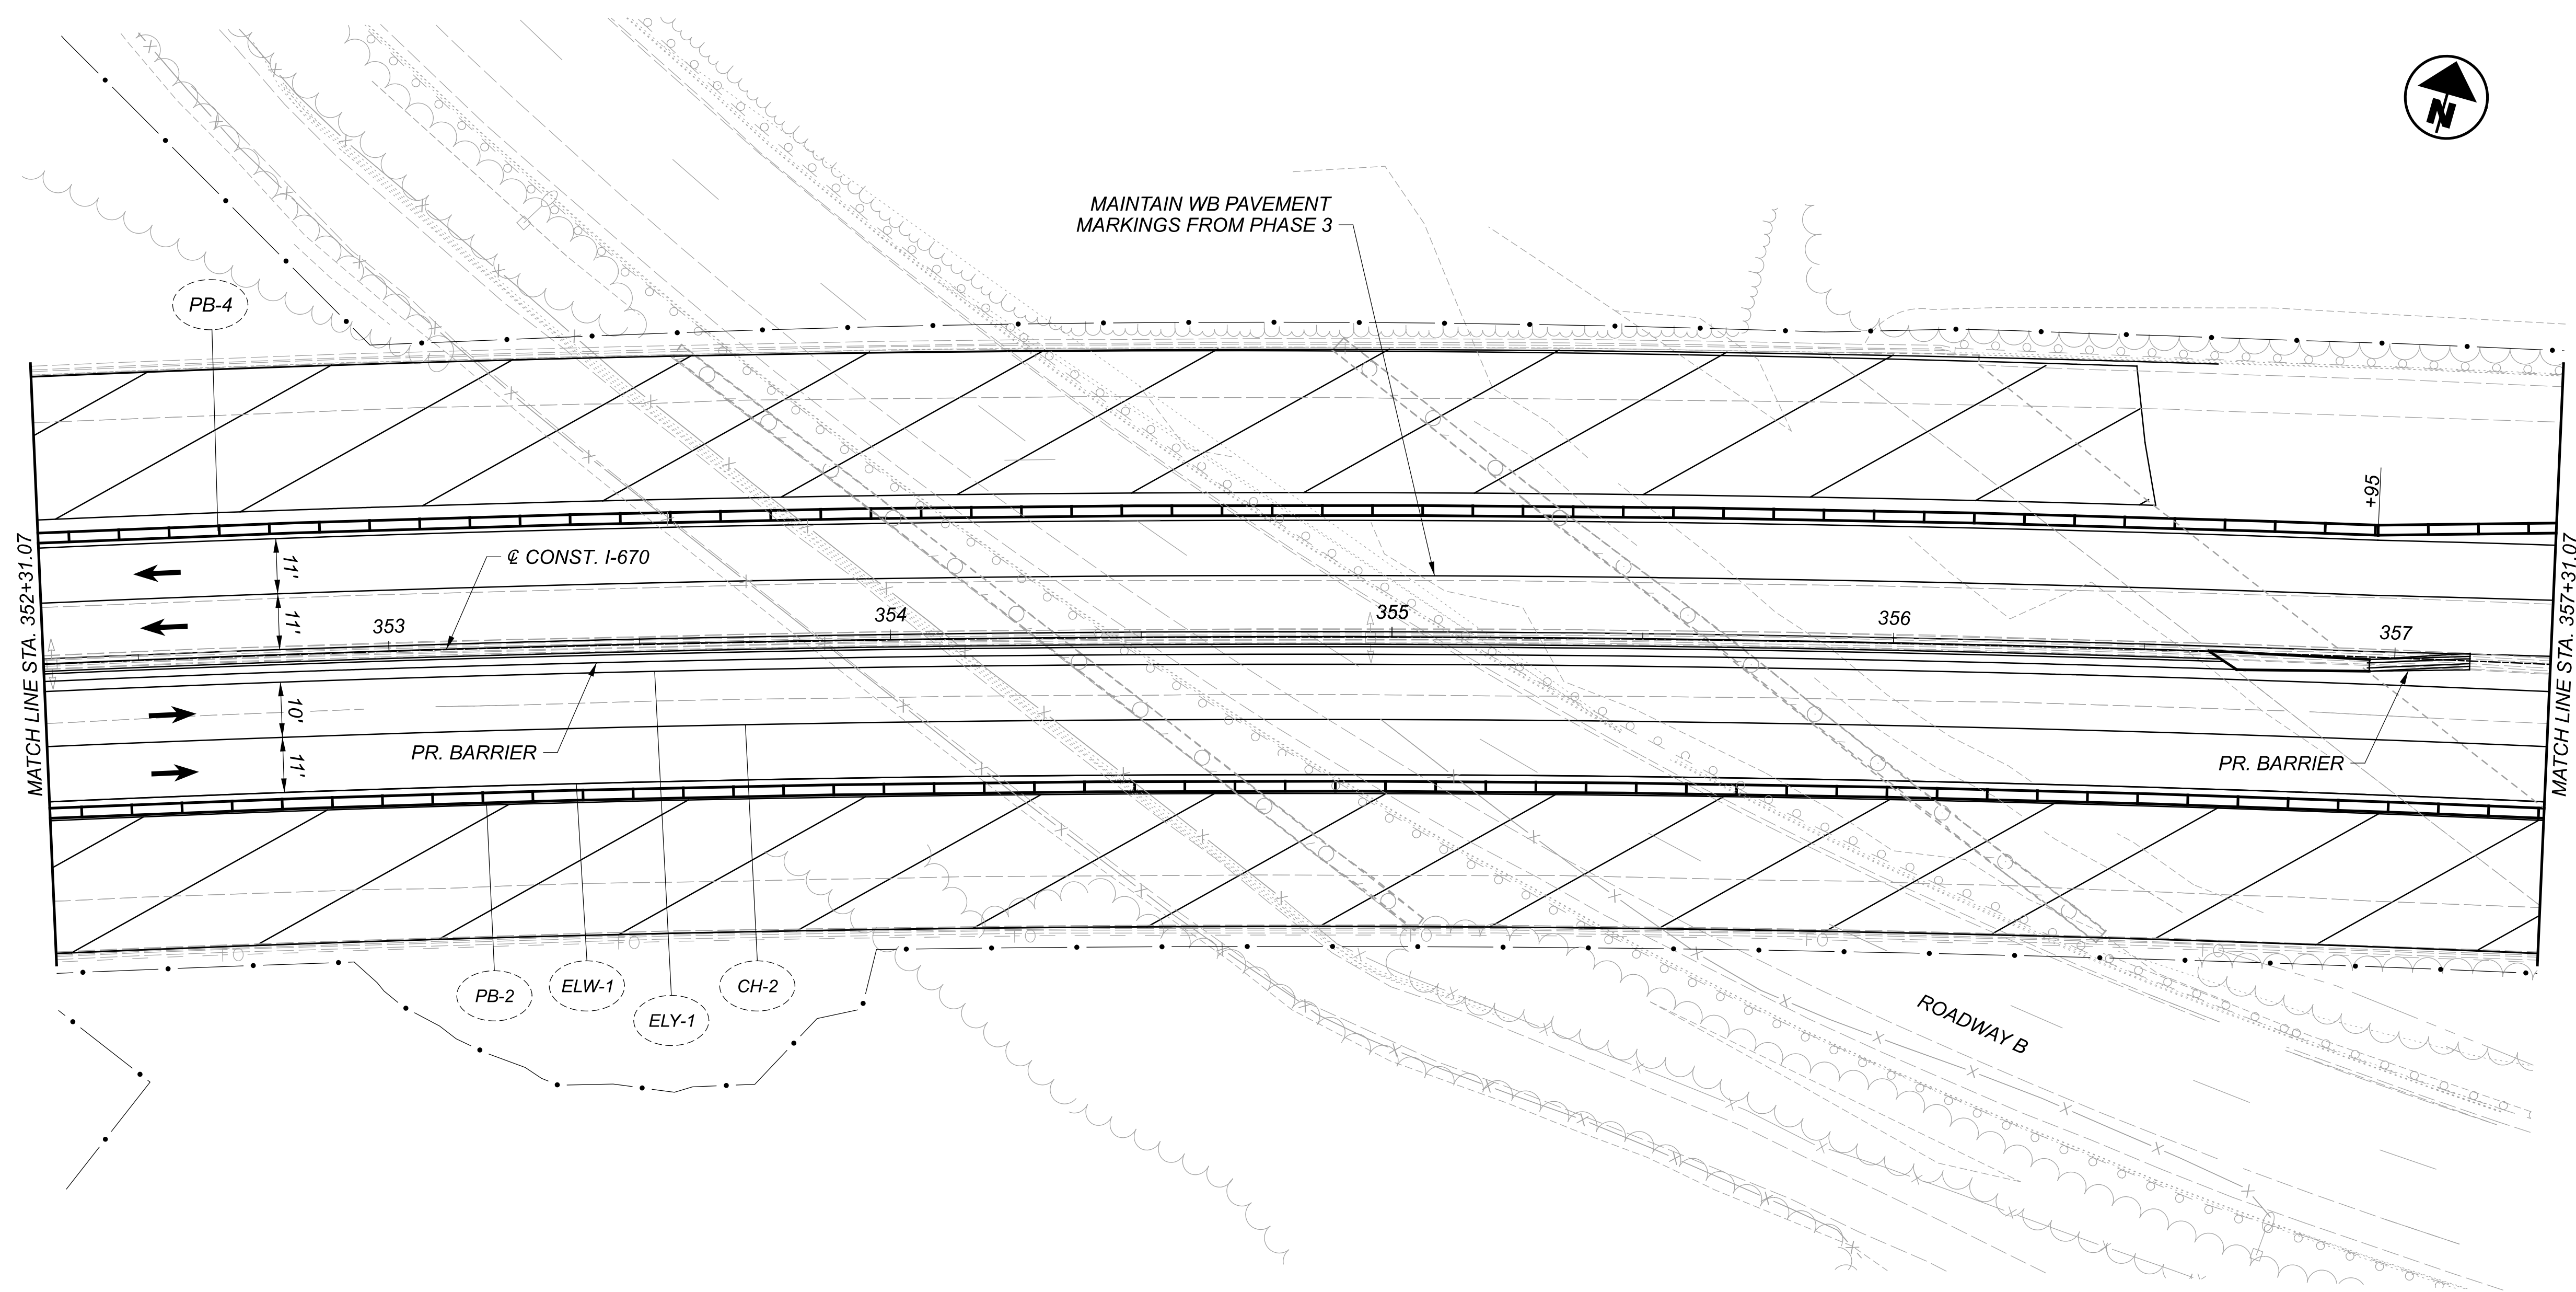 N
MAINTAIN WB PAVEMENT
MARKINGS FROM PHASE 3
PB-4
+95
MATCH LINE STA. 352+31.07
MATCH LINE STA. 357+31.07
11'
11'
10'
11'
℄ CONST. I-670
353
354
355
356
357
PR. BARRIER
PR. BARRIER
PB-2
ELW-1
ELY-1
CH-2
ROADWAY B